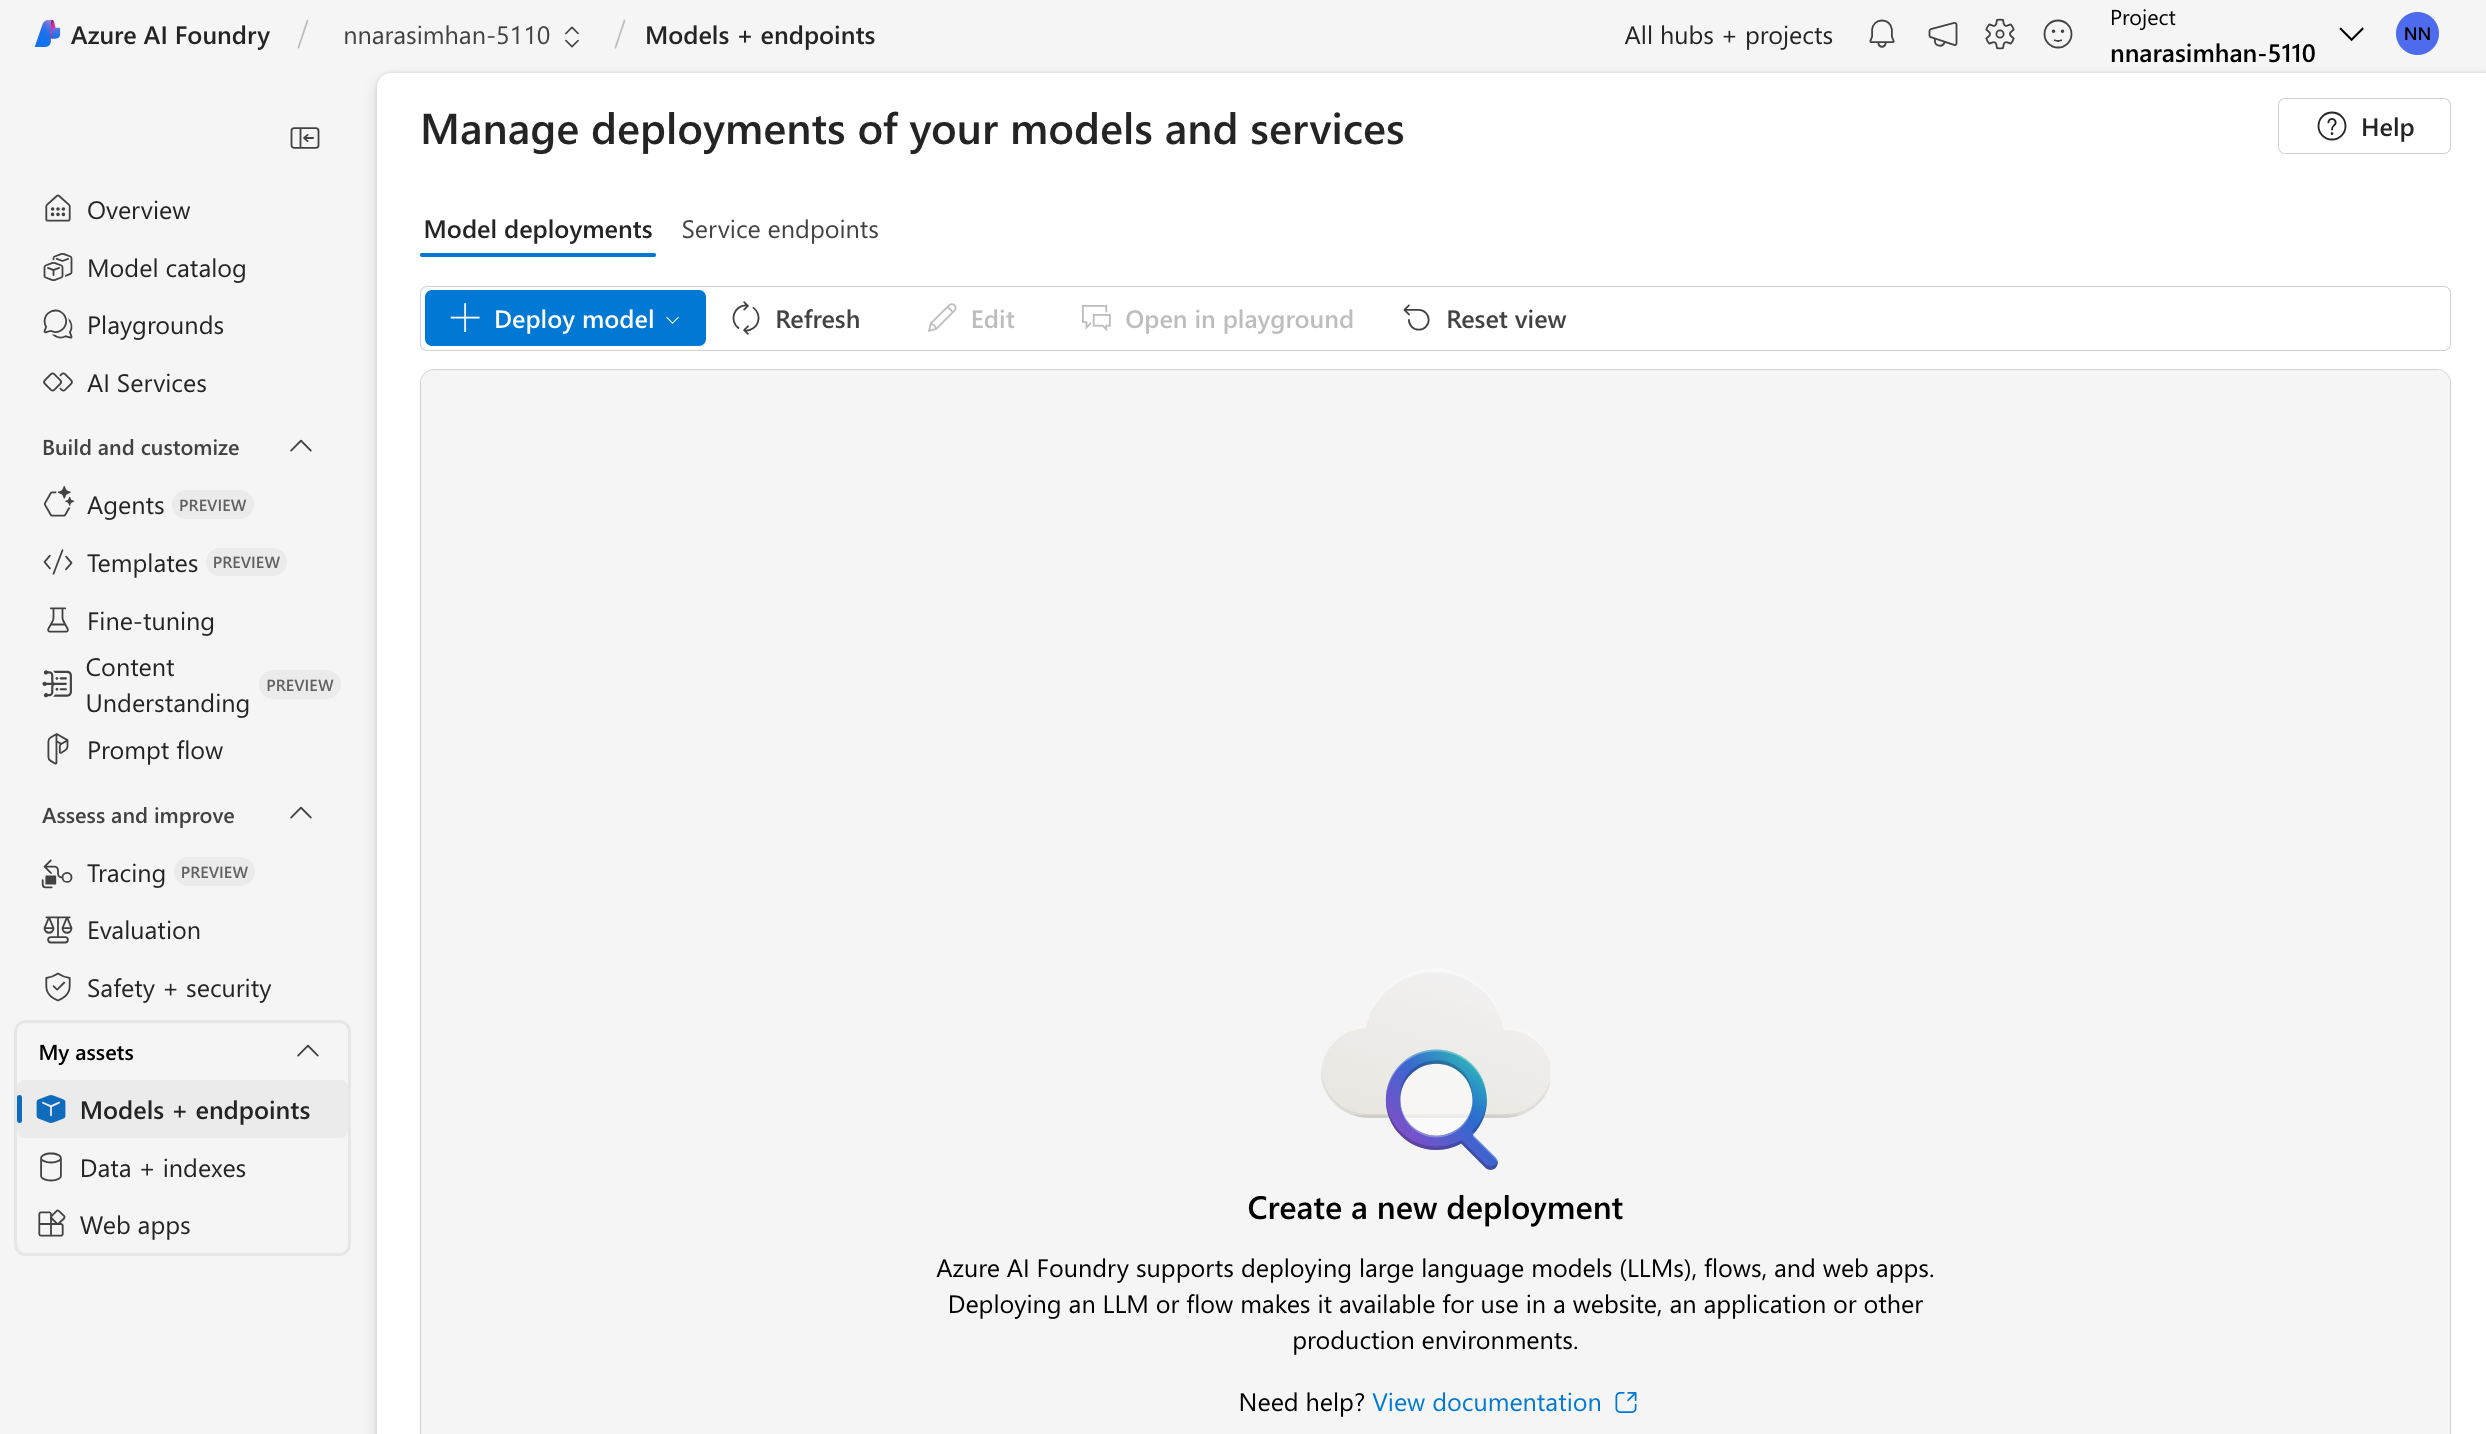 Azure AI Foundry / nnarasimhan-5110 / Models + endpoints
All hubs + projects
Project
nnarasimhan-5110
NN
Manage deployments of your models and services
Help
Overview
Model catalog
Playgrounds
AI Services
Build and customize
Agents PREVIEW
Templates PREVIEW
Fine-tuning
Content
Understanding PREVIEW
Prompt flow
Assess and improve
Tracing PREVIEW
Evaluation
Safety + security
My assets
Models + endpoints
Data + indexes
Web apps
Model deployments Service endpoints
Deploy model Refresh Edit Open in playground Reset view
Create a new deployment
Azure AI Foundry supports deploying large language models (LLMs), flows, and web apps.
Deploying an LLM or flow makes it available for use in a website, an application or other
production environments.
Need help? View documentation